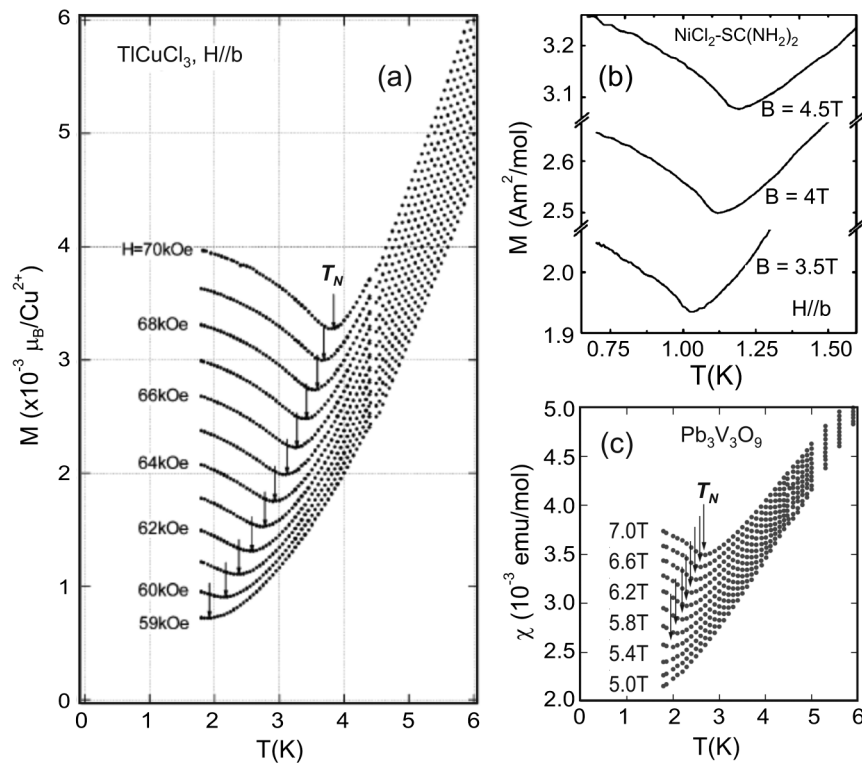 TlCuCl3, H//b
(a)
6
5
4
3
2
1
0
M (x10⁻³ μB/Cu²⁺)
H=70kOe
68kOe
66kOe
64kOe
62kOe
60kOe
59kOe
TN
0 1 2 3 4 5 6
T(K)
NiCl2-SC(NH2)2
(b)
3.2
3.1
2.6
2.5
2.0
1.9
M (Am²/mol)
B = 4.5T
B = 4T
B = 3.5T
H//b
0.75 1.00 1.25 1.50
T(K)
(c)
Pb3V3O9
5.0
4.5
4.0
3.5
3.0
2.5
2.0
χ (10⁻³ emu/mol)
TN
7.0T
6.6T
6.2T
5.8T
5.4T
5.0T
0 1 2 3 4 5 6
T(K)